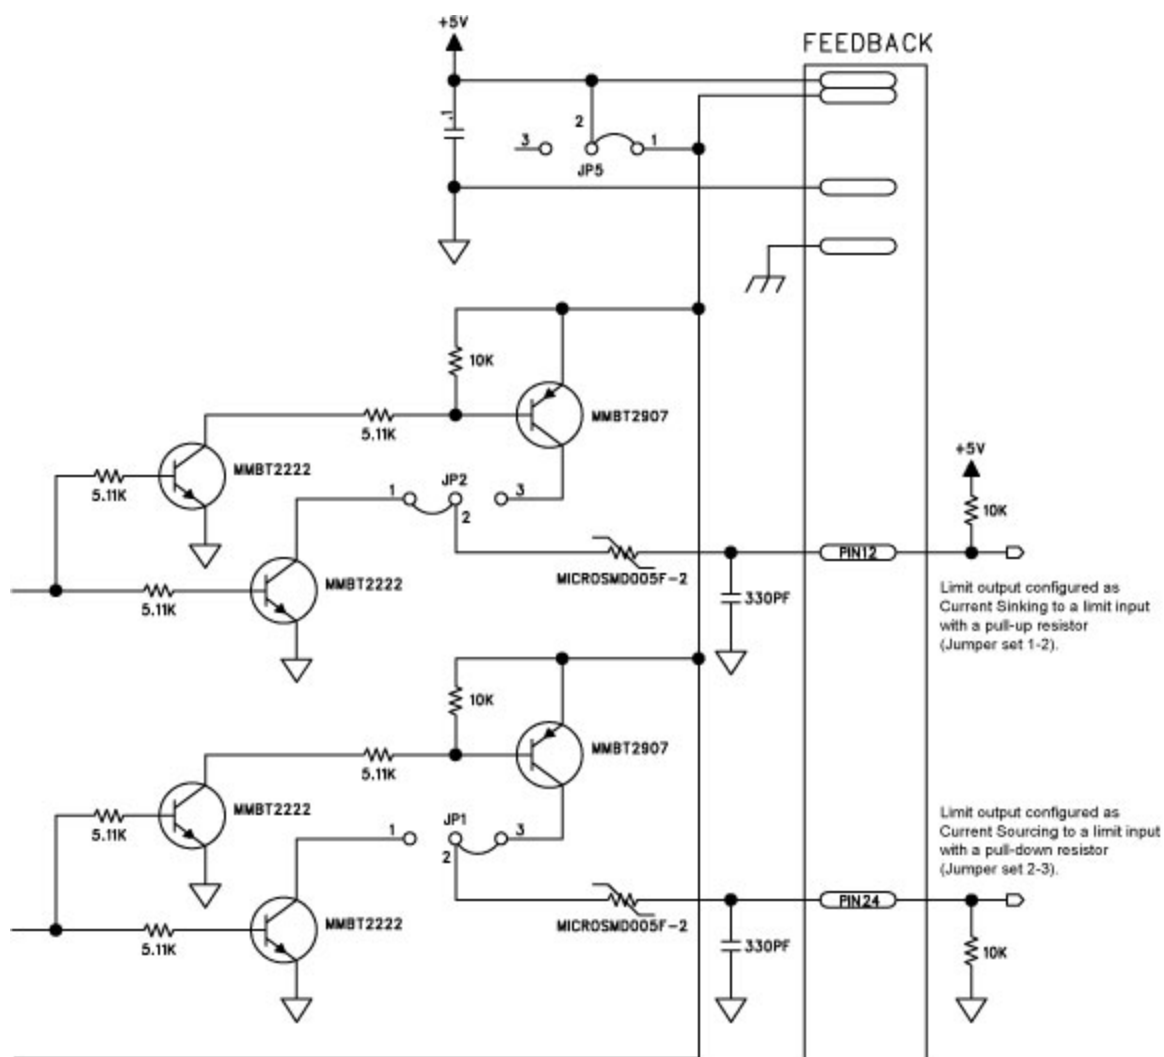 +5V
FEEDBACK
.1
2
3
1
JP5
10K
MMBT2907
5.11K
MMBT2222
5.11K
JP2
1
3
2
+5V
10K
PIN12
MICROSMD005F-2
MMBT2222
5.11K
330PF
Limit output configured as
Current Sinking to a limit input
with a pull-up resistor
(Jumper set 1-2).
10K
MMBT2907
5.11K
MMBT2222
5.11K
JP1
1
3
2
Limit output configured as
Current Sourcing to a limit input
with a pull-down resistor
(Jumper set 2-3).
PIN24
MICROSMD005F-2
MMBT2222
5.11K
330PF
10K